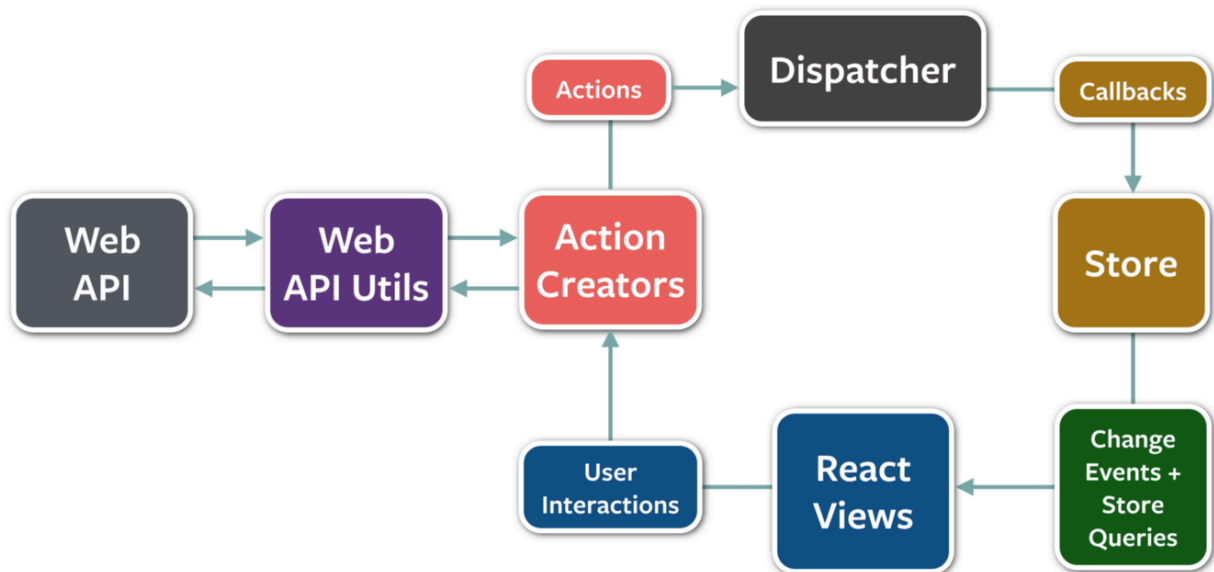 Actions
Dispatcher
Callbacks
Web
API
Web
API Utils
Action
Creators
Store
User
Interactions
React
Views
Change
Events +
Store
Queries